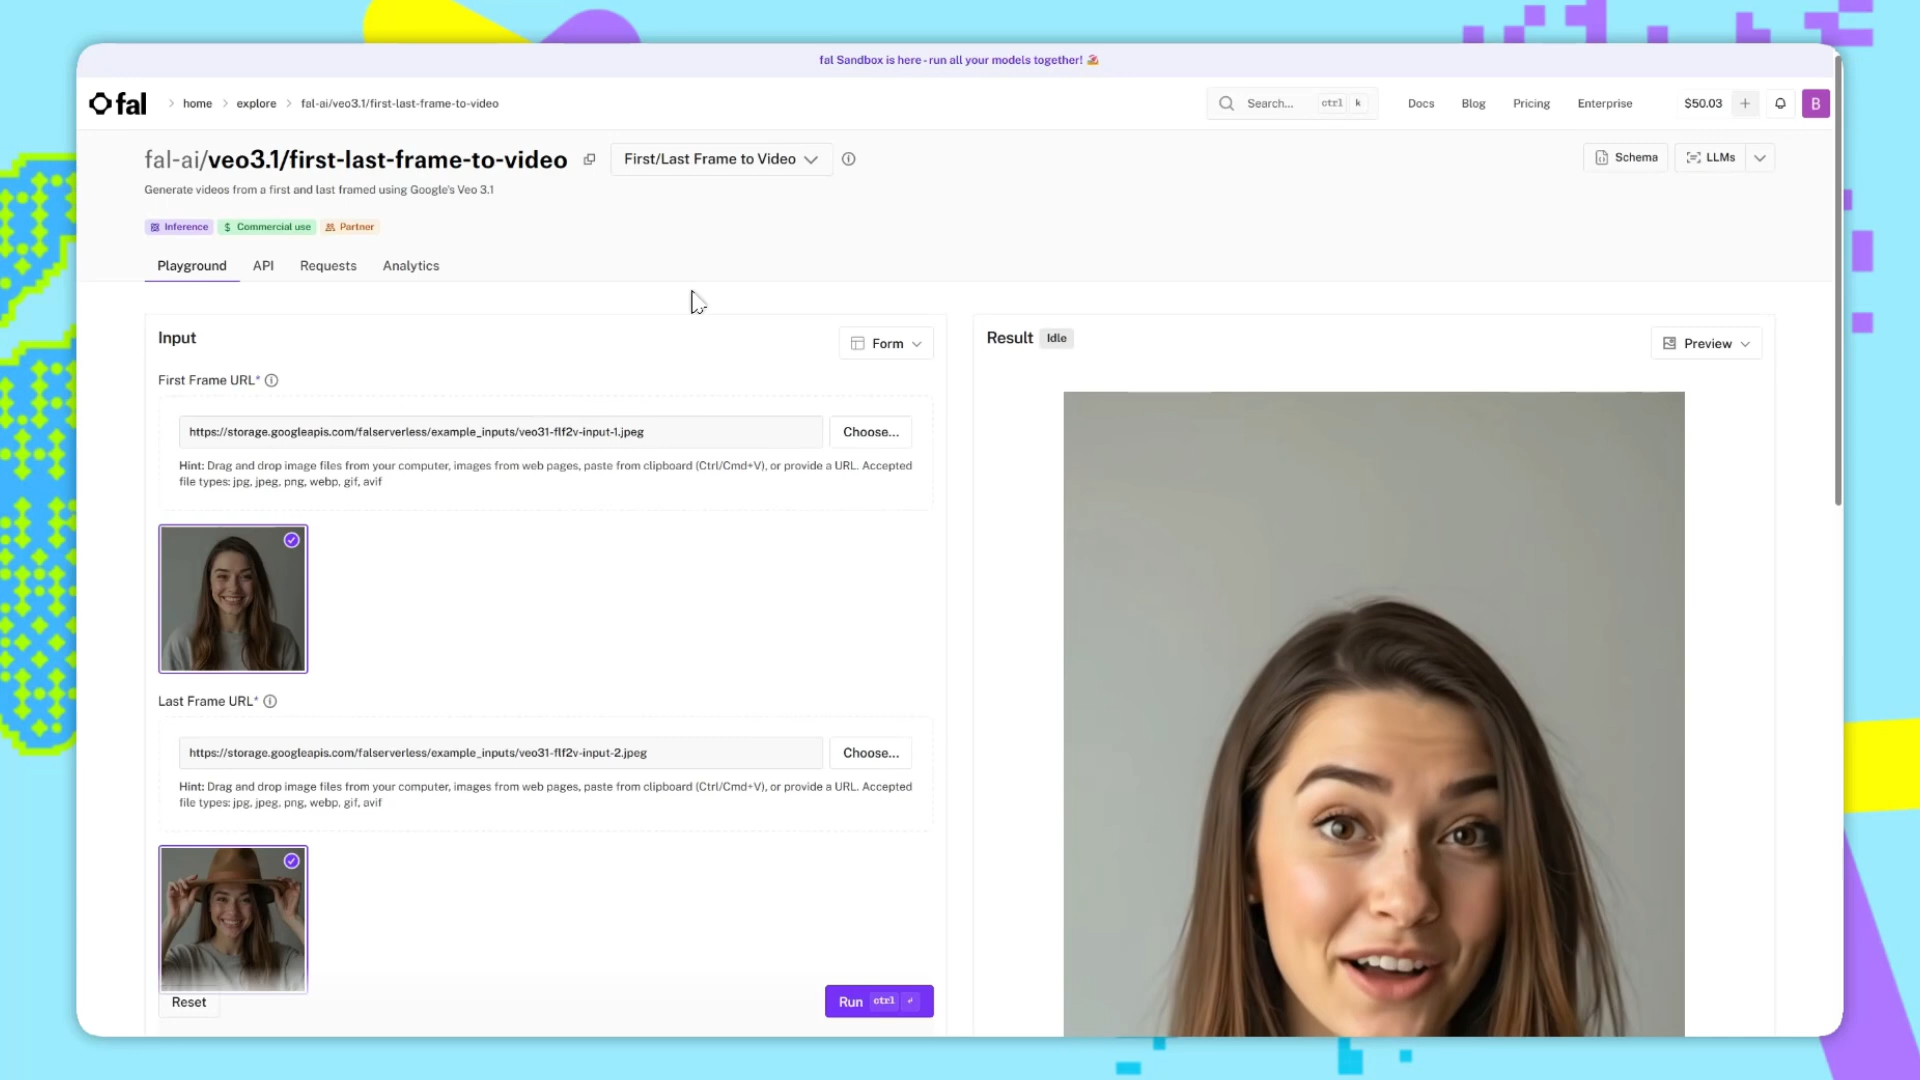 fal Sandbox is here - run all your models together! 🏖️
fal
home
explore
fal-ai/veo3.1/first-last-frame-to-video
Search...
ctrl
k
Docs
Blog
Pricing
Enterprise
$50.03
+
B
fal-ai/veo3.1/first-last-frame-to-video
First/Last Frame to Video
Schema
LLMs
Generate videos from a first and last framed using Google's Veo 3.1
Inference
$ Commercial use
Partner
Playground
API
Requests
Analytics
Input
Form
First Frame URL*
https://storage.googleapis.com/falserverless/example_inputs/veo31-flf2v-input-1.jpeg
Choose...
Hint: Drag and drop image files from your computer, images from web pages, paste from clipboard (Ctrl/Cmd+V), or provide a URL. Accepted
file types: jpg, jpeg, png, webp, gif, avif
Last Frame URL*
https://storage.googleapis.com/falserverless/example_inputs/veo31-flf2v-input-2.jpeg
Choose...
Hint: Drag and drop image files from your computer, images from web pages, paste from clipboard (Ctrl/Cmd+V), or provide a URL. Accepted
file types: jpg, jpeg, png, webp, gif, avif
Reset
Run
ctrl
↵
Result
Idle
Preview